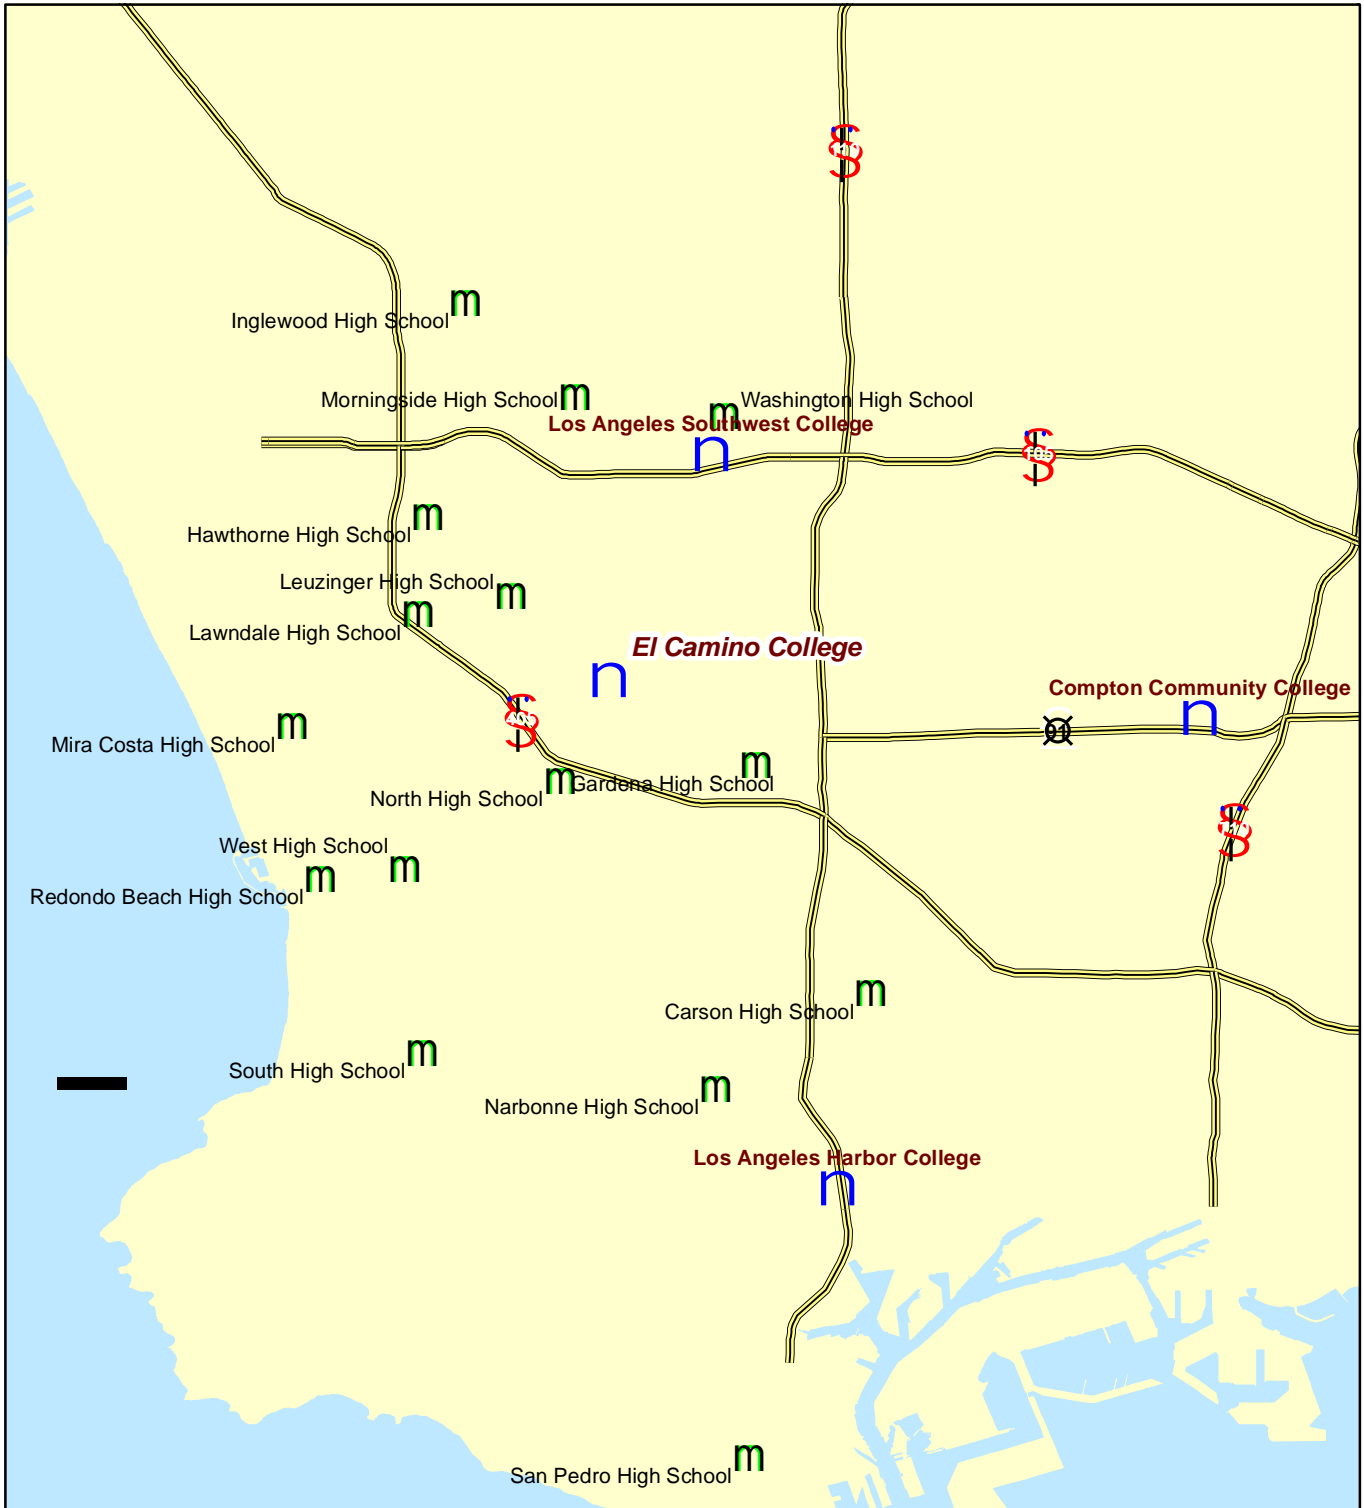 Inglewood High School
Morningside High School
Washington High School
Los Angeles Southwest College
105
Hawthorne High School
Leuzinger High School
Lawndale High School
El Camino College
Compton Community College
405
91
Mira Costa High School
Gardena High School
North High School
West High School
Redondo Beach High School
Carson High School
South High School
Narbonne High School
Los Angeles Harbor College
San Pedro High School